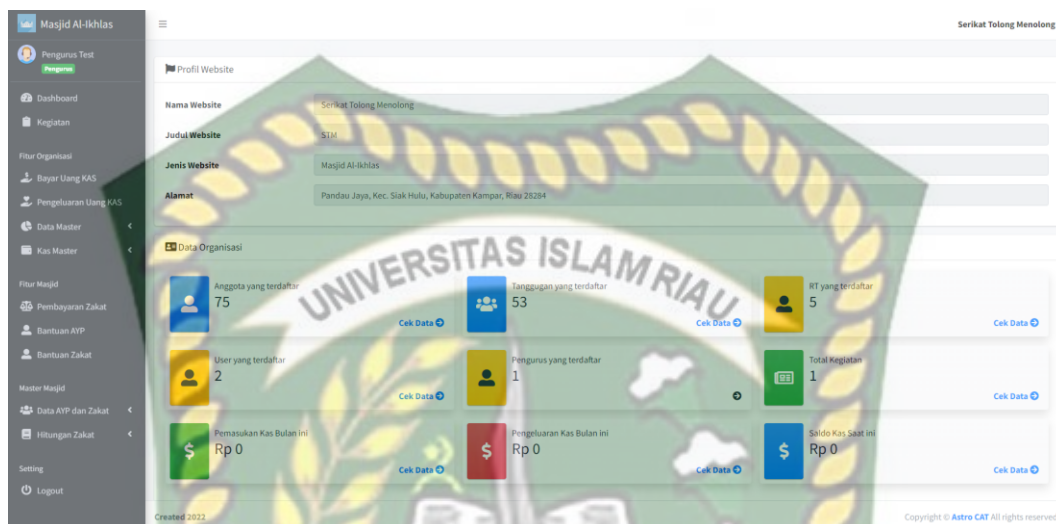 Masjid Al-Ikhlas
Serikat Tolong Menolong
Pengurus Test
Pengurus
Dashboard
Kegiatan
Fitur Organisasi
Bayar Uang KAS
Pengeluaran Uang KAS
Data Master
Kas Master
Fitur Masjid
Pembayaran Zakat
Bantuan AYP
Bantuan Zakat
Master Masjid
Data AYP dan Zakat
Hitungan Zakat
Setting
Logout
Profil Website
Nama Website
Serikat Tolong Menolong
Judul Website
STM
Jenis Website
Masjid Al-Ikhlas
Alamat
Pandau Jaya, Kec. Siak Hulu, Kabupaten Kampar, Riau 28284
Data Organisasi
UNIVERSITAS ISLAM RIAU
Anggota yang terdaftar
75
Cek Data
Tanggugan yang terdaftar
53
Cek Data
RT yang terdaftar
5
Cek Data
User yang terdaftar
2
Cek Data
Pengurus yang terdaftar
1
Total Kegiatan
1
Cek Data
Pemasukan Kas Bulan ini
Rp 0
Cek Data
Pengeluaran Kas Bulan ini
Rp 0
Cek Data
Saldo Kas Saat ini
Rp 0
Cek Data
Created 2022
Copyright © Astro CAT All rights reserved